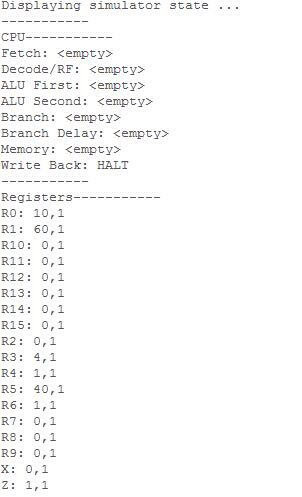 Displaying simulator state ...
-----------
CPU-----------
Fetch: <empty>
Decode/RF: <empty>
ALU First: <empty>
ALU Second: <empty>
Branch: <empty>
Branch Delay: <empty>
Memory: <empty>
Write Back: HALT
-----------
Registers-----------
R0: 10,1
R1: 60,1
R10: 0,1
R11: 0,1
R12: 0,1
R13: 0,1
R14: 0,1
R15: 0,1
R2: 0,1
R3: 4,1
R4: 1,1
R5: 40,1
R6: 1,1
R7: 0,1
R8: 0,1
R9: 0,1
X: 0,1
Z: 1,1